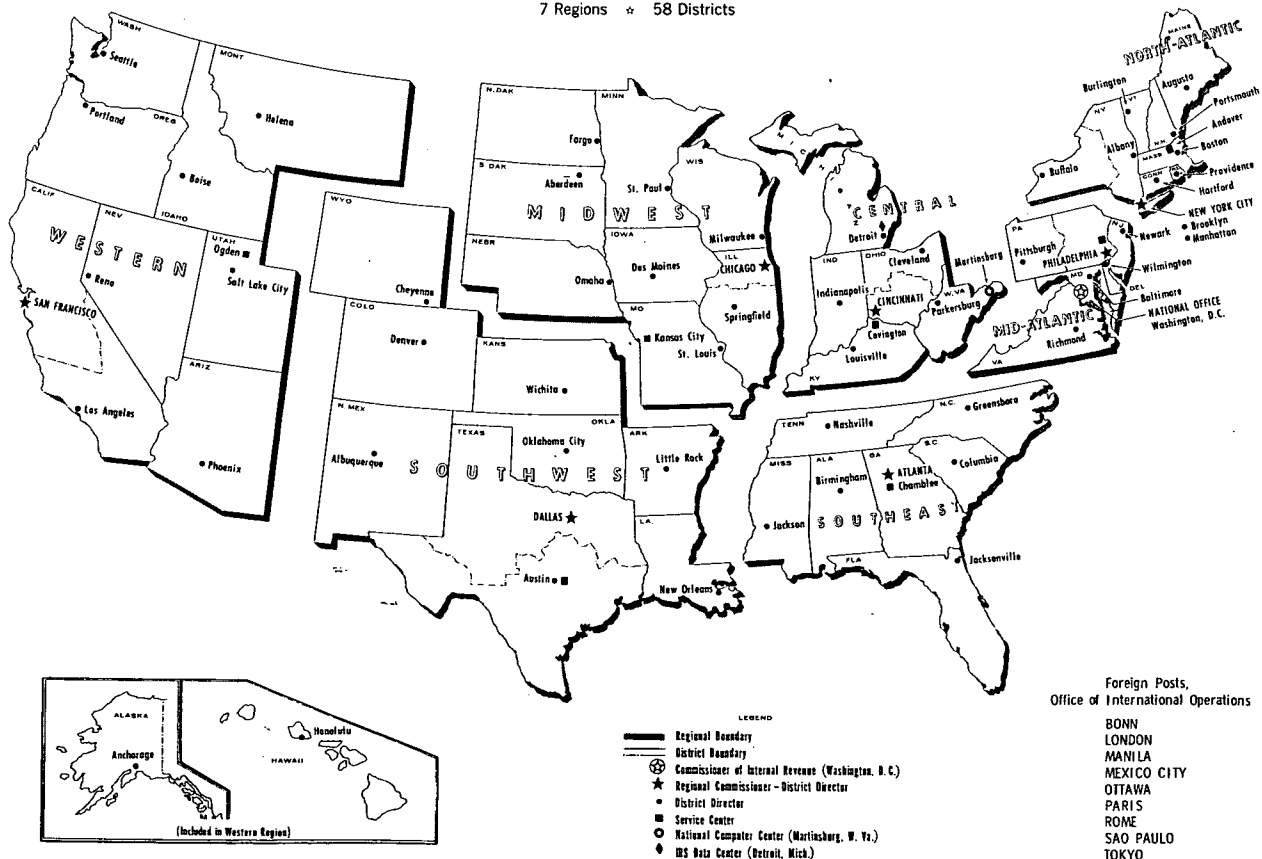 7 Regions ☆ 58 Districts
WASH
Seattle
MONT
Helena
Portland
OREG
Boise
IDAHO
CALIF
NEV
WESTERN
UTAH
Ogden
Salt Lake City
Reno
SAN FRANCISCO
ARIZ
Los Angeles
Phoenix
WYO
Cheyenne
COLO
Denver
KANS
Wichita
N. MEX
Albuquerque
TEXAS
OKLA
Oklahoma City
ARK
Little Rock
SOUTHWEST
DALLAS
LA.
Austin
New Orleans
N. DAK
MINN
Fargo
S DAK
Aberdeen
St. Paul
WIS
MIDWEST
NEBR
IOWA
Milwaukee
Omaha
Des Moines
ILL
CHICAGO
MO
Kansas City
Springfield
St. Louis
MICHIGAN
CENTRAL
Detroit
IND
OHIO
Cleveland
Martinsburg
Indianapolis
CINCINNATI
W. VA
Parkersburg
Covington
Louisville
KY
MAINE
NORTH-ATLANTIC
Burlington
Augusta
NY
VT
Portsmouth
Andover
Albany
N.H.
MASS
Boston
Buffalo
CONN
Providence
Hartford
NEW YORK CITY
Brooklyn
Manhattan
PA
N.J.
Newark
Pittsburgh
PHILADELPHIA
Wilmington
MD
DEL
Baltimore
NATIONAL OFFICE
Washington, D.C.
MID-ATLANTIC
Richmond
VA
TENN
Nashville
N.C.
Greensboro
MISS
ALA
GA
S.C.
Birmingham
ATLANTA
Chamblee
Columbia
Jackson
SOUTHEAST
FLA
Jacksonville
ALASKA
Anchorage
Honolulu
HAWAII
(Included in Western Region)
LEGEND
Regional Boundary
District Boundary
Commissioner of Internal Revenue (Washington, D.C.)
Regional Commissioner - District Director
District Director
Service Center
National Computer Center (Martinsburg, W. Va.)
IRS Data Center (Detroit, Mich.)
Foreign Posts,
Office of International Operations
BONN
LONDON
MANILA
MEXICO CITY
OTTAWA
PARIS
ROME
SAO PAULO
TOKYO